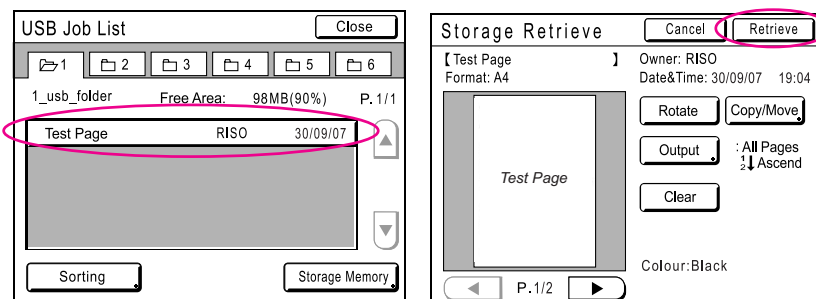 USB Job List Close
1 2 3 4 5 6
1_usb_folder Free Area: 98MB(90%) P. 1/1
Test Page RISO 30/09/07
Sorting Storage Memory
Storage Retrieve Cancel Retrieve
【 Test Page 】 Owner: RISO
Format: A4 Date&Time: 30/09/07 19:04
Rotate Copy/Move
Output : All Pages
1 2 Ascend
Test Page
Clear
Colour:Black
P.1/2